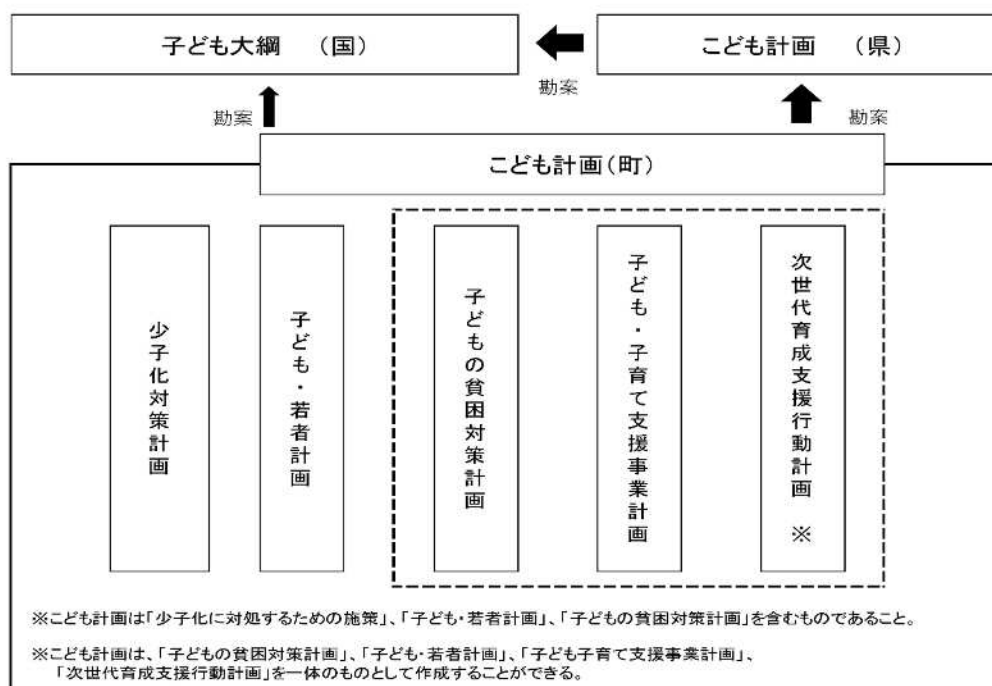 子ども大綱 (国)
こども計画 (県)
勘案
勘案
勘案
こども計画(町)
少子化対策計画
子ども・若者計画
子どもの貧困対策計画
子ども・子育て支援事業計画
次世代育成支援行動計画 ※
※こども計画は「少子化に対処するための施策」、「子ども・若者計画」、「子どもの貧困対策計画」を含むものであること。
※こども計画は、「子どもの貧困対策計画」、「子ども・若者計画」、「子ども子育て支援事業計画」、
「次世代育成支援行動計画」を一体のものとして作成することができる。